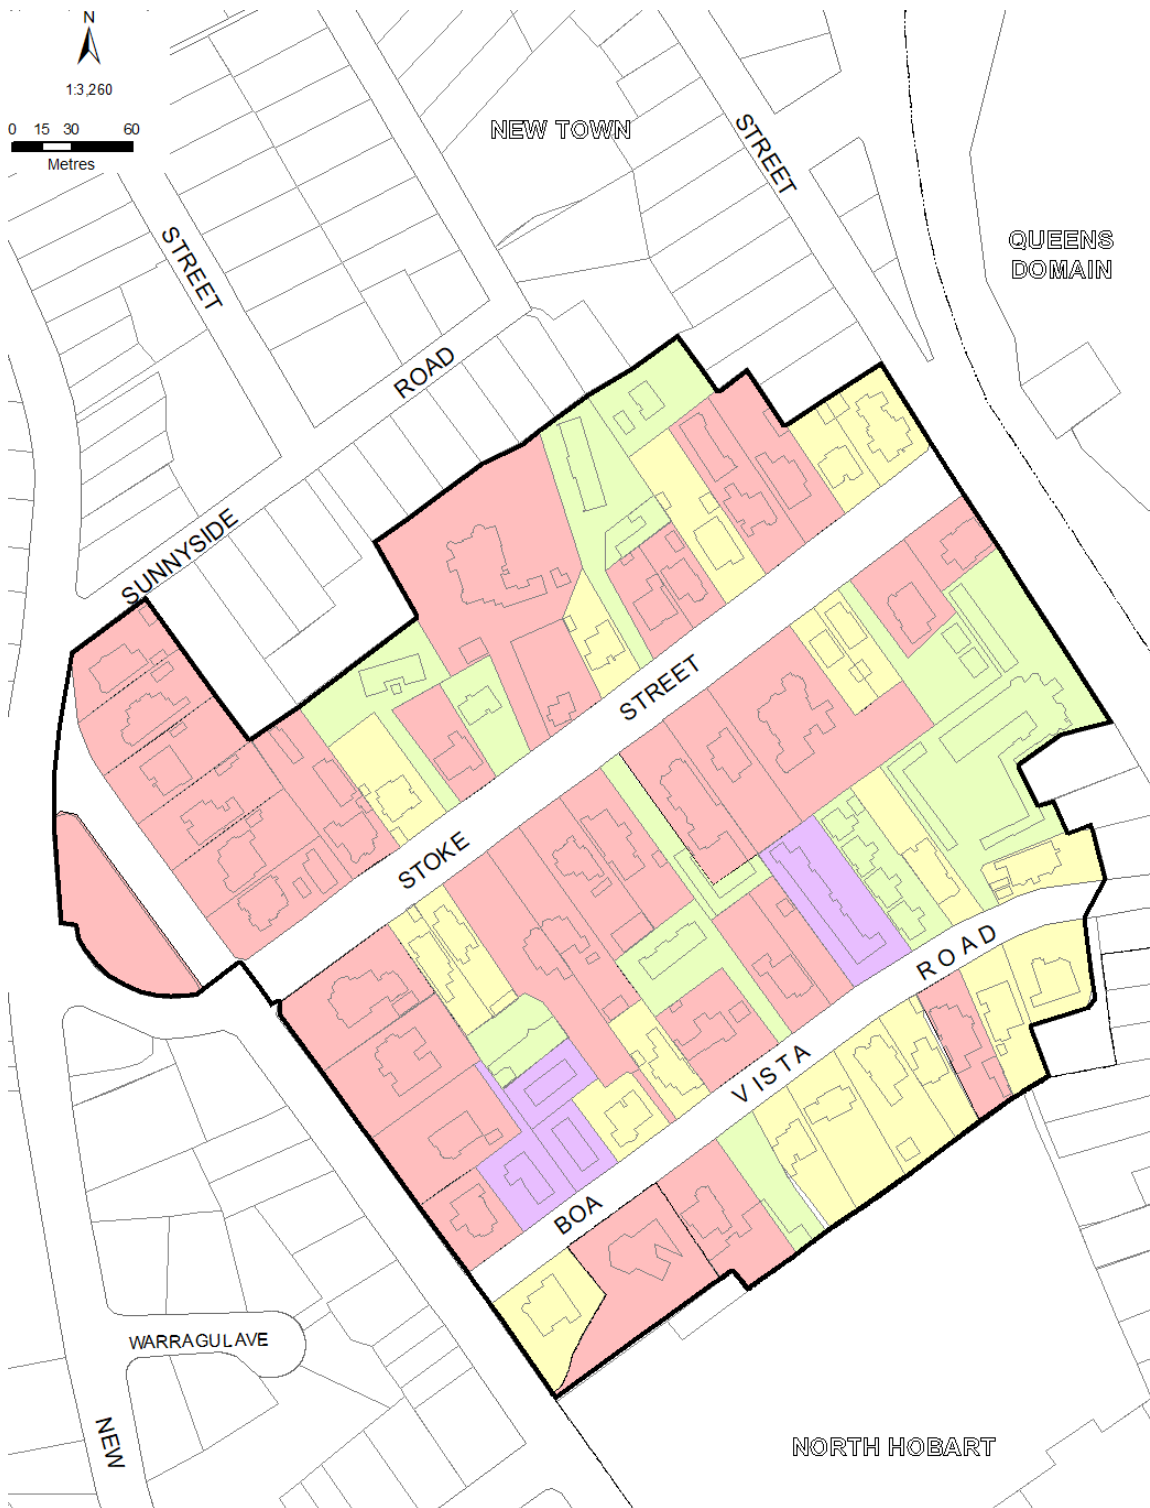 N
1:3,260
0 15 30 60
Metres
NEW TOWN
STREET
QUEENS
DOMAIN
STREET
ROAD
SUNNYSIDE
STREET
STOKE
ROAD
VISTA
BOA
WARRAGUL AVE
NEW
NORTH HOBART